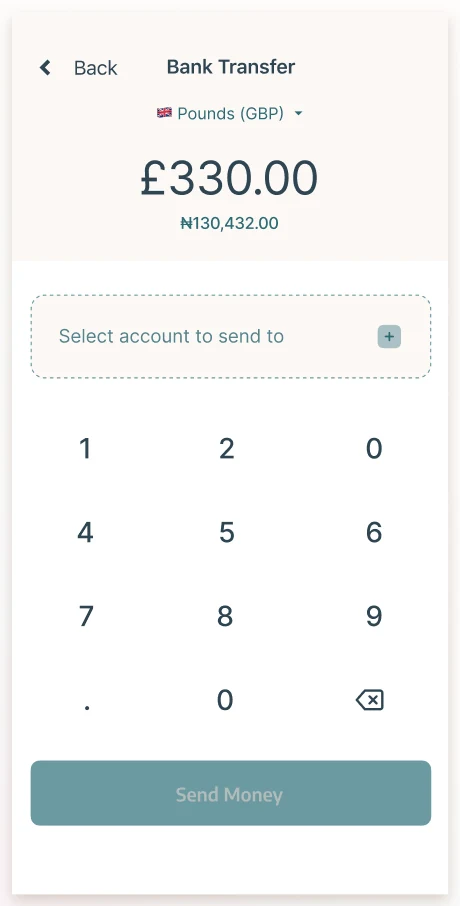 Back Bank Transfer
Pounds (GBP)
£330.00
₦130,432.00
Select account to send to +
1 2 0
4 5 6
7 8 9
. 0
Send Money